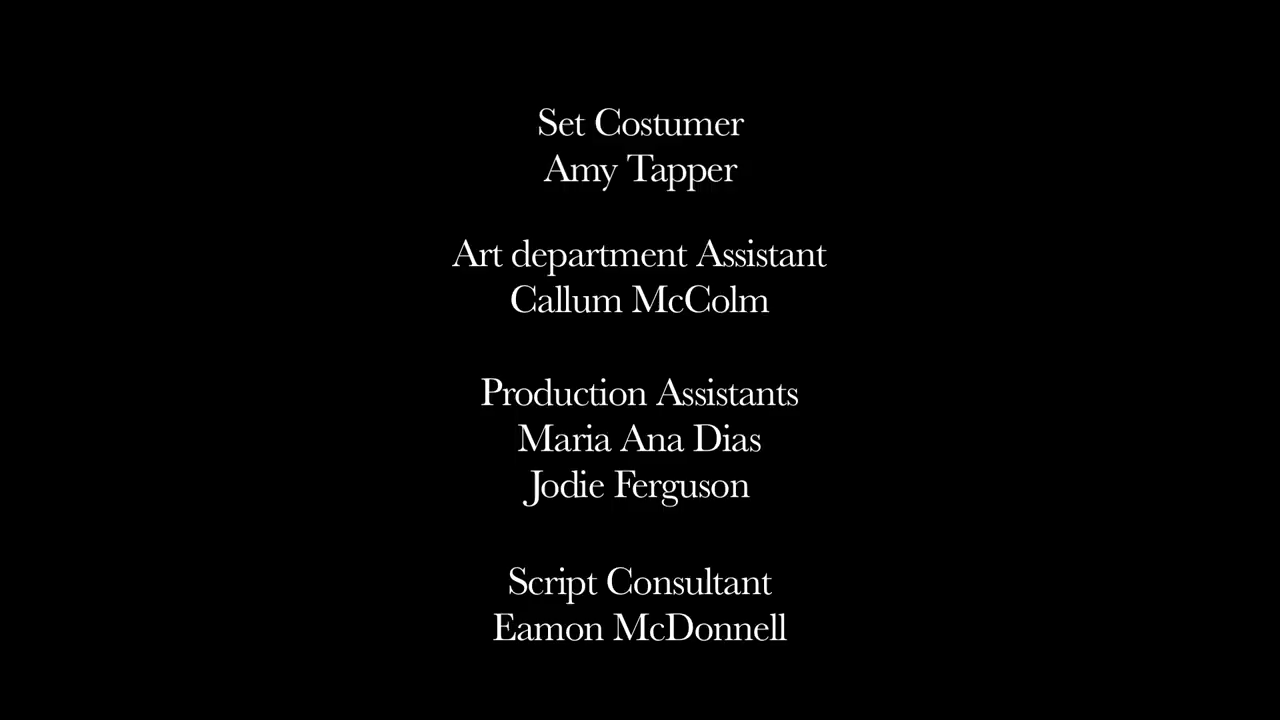 Set Costumer
Amy Tapper
Art department Assistant
Callum McColm
Production Assistants
Maria Ana Dias
Jodie Ferguson
Script Consultant
Eamon McDonnell